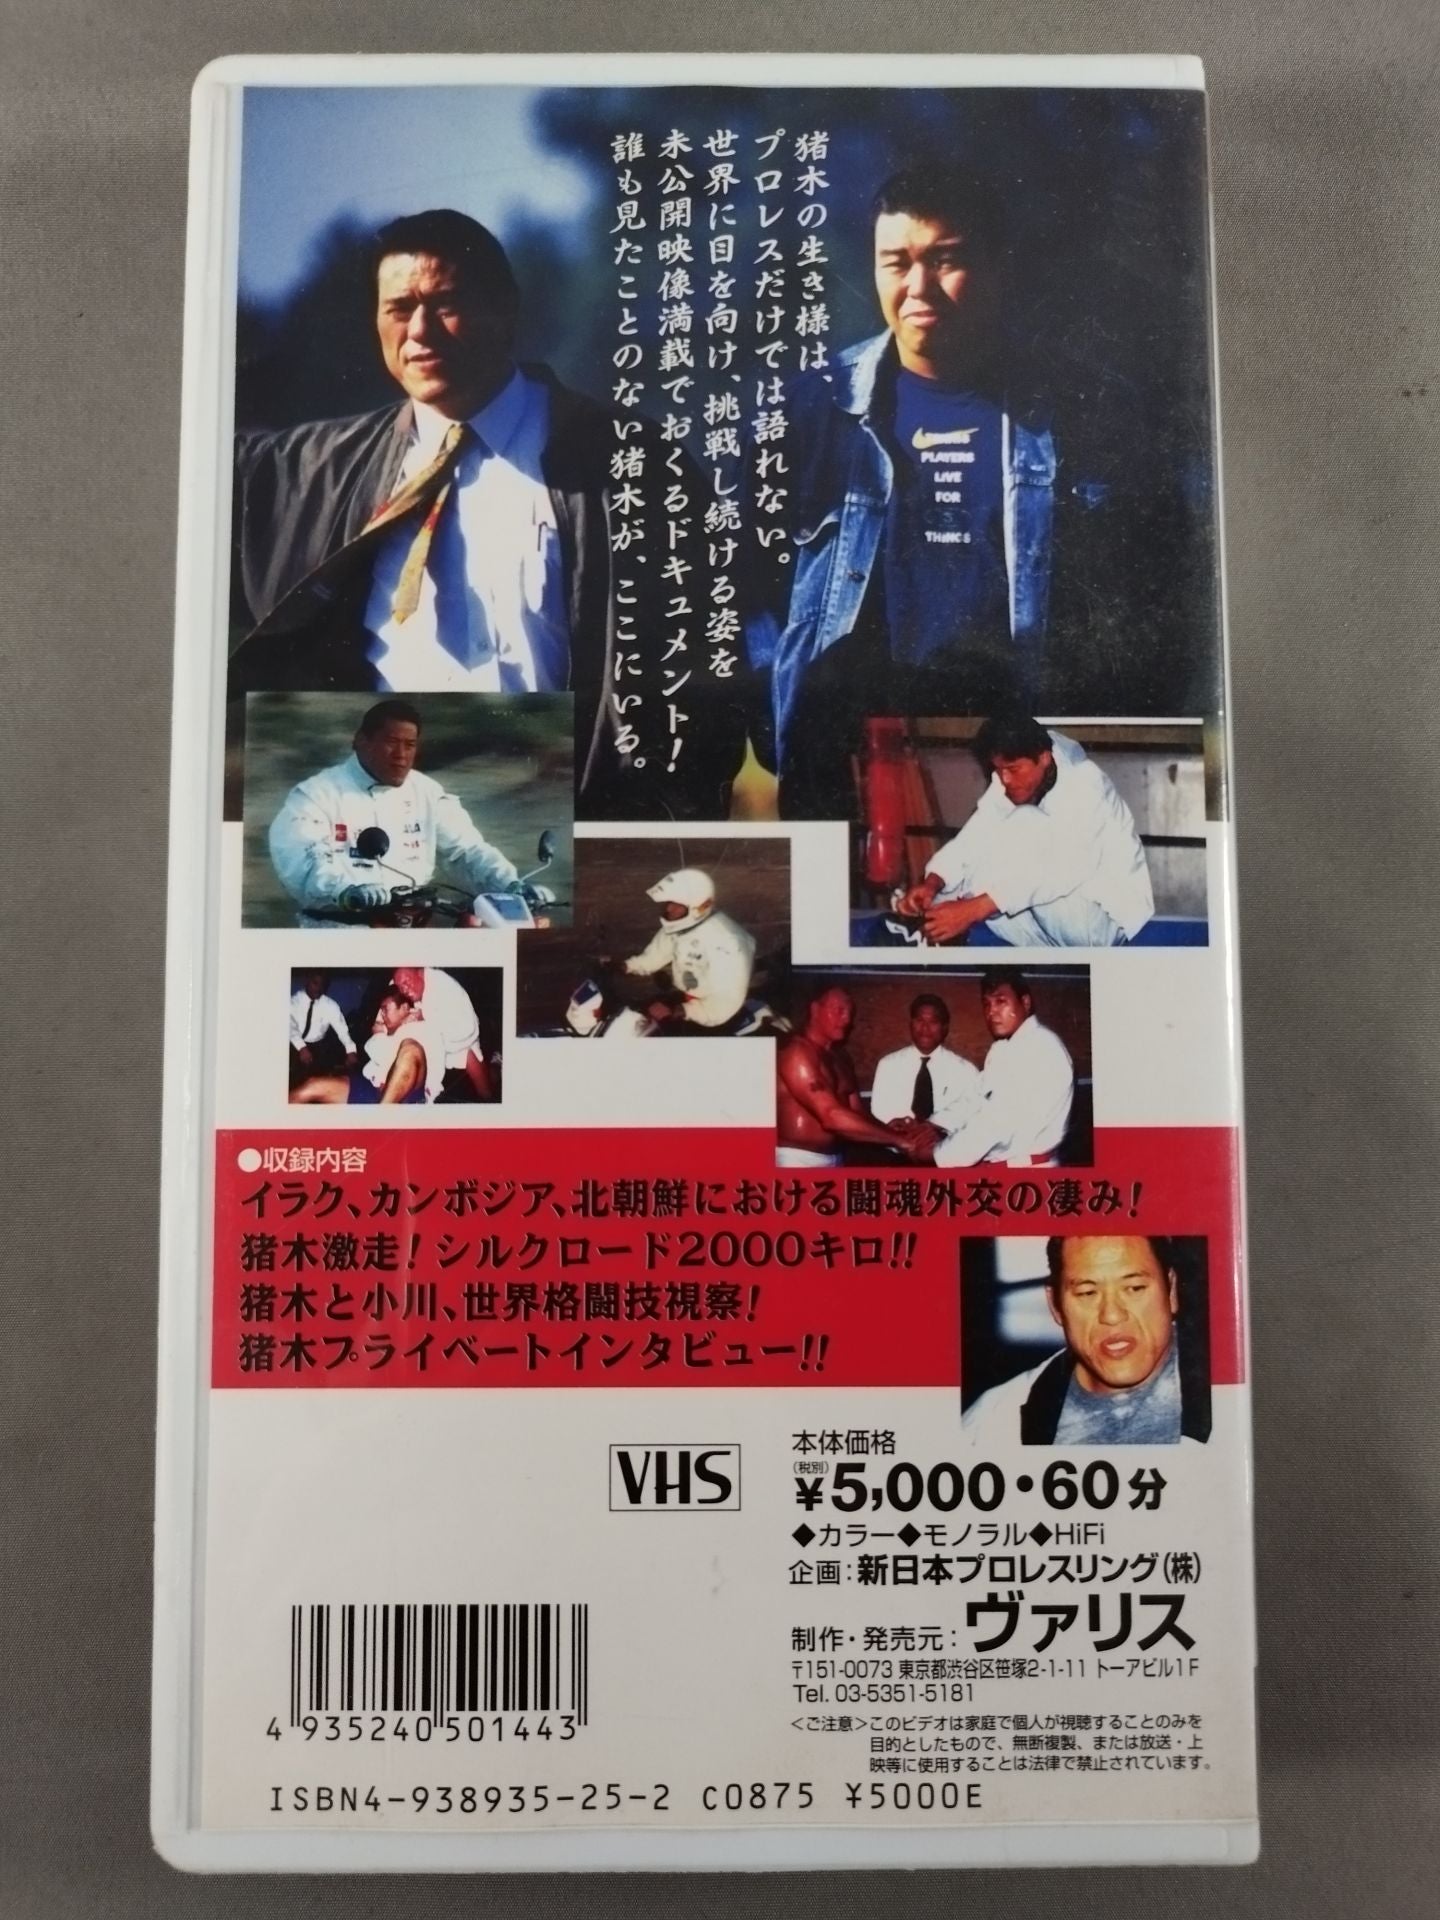 猪木の生き様は、
プロレスだけでは語れない。
世界に目を向け、挑戦し続ける姿を
未公開映像満載でおくるドキュメント!
誰も見たことのない猪木が、ここにいる。
PLAYERS
LIVE
FOR
THINGS
●収録内容
イラク、カンボジア、北朝鮮における闘魂外交の凄み!
猪木激走! シルクロード2000キロ!!
猪木と小川、世界格闘技視察!
猪木プライベートインタビュー!!
VHS
本体価格
(税別)
¥5,000・60分
◆カラー◆モノラル◆HiFi
企画:新日本プロレスリング(株)
制作・発売元:ヴァリス
〒151-0073 東京都渋谷区笹塚2-1-11 トーアビル1F
Tel. 03-5351-5181
<ご注意>このビデオは家庭で個人が視聴することのみを
目的としたもので、無断複製、または放送・上
映等に使用することは法律で禁止されています。
4 935240 501443
ISBN4-938935-25-2 C0875 ¥5000E